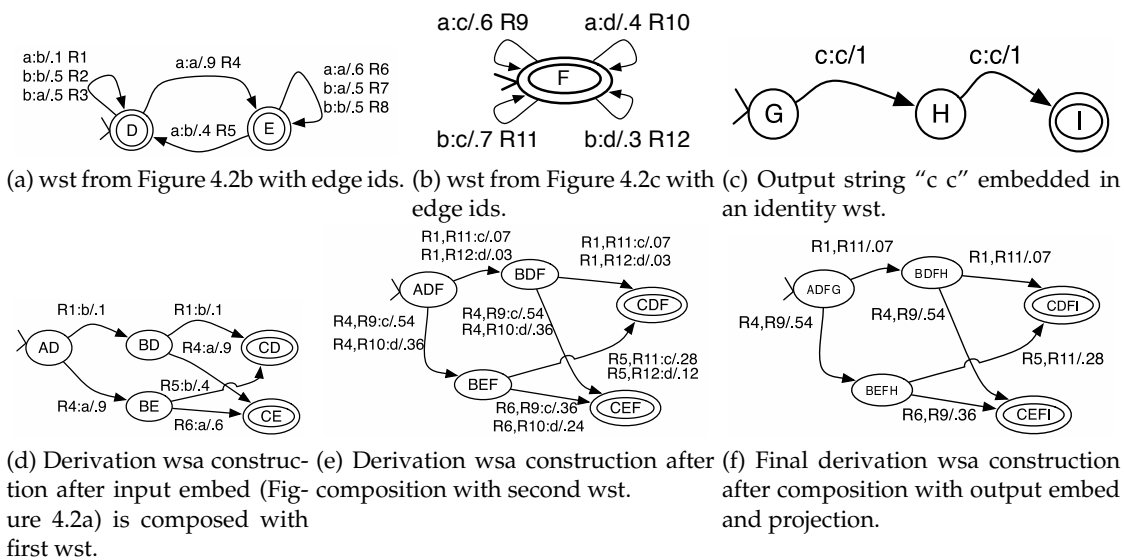 a:b/.1 R1
b:b/.5 R2
b:a/.5 R3
a:a/.9 R4
a:a/.6 R6
b:a/.5 R7
b:b/.5 R8
D
a:b/.4 R5
E
(a) wst from Figure 4.2b with edge ids.
a:c/.6 R9
a:d/.4 R10
F
b:c/.7 R11
b:d/.3 R12
(b) wst from Figure 4.2c with
edge ids.
c:c/1
c:c/1
G
H
I
(c) Output string “c c” embedded in
an identity wst.
R1:b/.1
R1:b/.1
AD
BD
CD
R4:a/.9
R5:b/.4
R4:a/.9
BE
CE
R6:a/.6
(d) Derivation wsa construc-
tion after input embed (Fig-
ure 4.2a) is composed with
first wst.
R1,R11:c/.07
R1,R12:d/.03
R1,R11:c/.07
R1,R12:d/.03
ADF
BDF
CDF
R4,R9:c/.54
R4,R10:d/.36
R4,R9:c/.54
R4,R10:d/.36
R5,R11:c/.28
R5,R12:d/.12
BEF
CEF
R6,R9:c/.36
R6,R10:d/.24
(e) Derivation wsa construction after
composition with second wst.
R1,R11/.07
R1,R11/.07
ADFG
BDFH
CDFI
R4,R9/.54
R4,R9/.54
R5,R11/.28
BEFH
CEFI
R6,R9/.36
(f) Final derivation wsa construction
after composition with output embed
and projection.